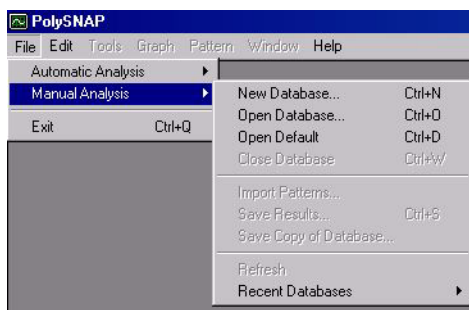 PolySNAP
File Edit Tools Graph Pattern Window Help
Automatic Analysis
Manual Analysis
Exit Ctrl+Q
New Database... Ctrl+N
Open Database... Ctrl+O
Open Default Ctrl+D
Close Database Ctrl+W
Import Patterns...
Save Results... Ctrl+S
Save Copy of Database...
Refresh
Recent Databases